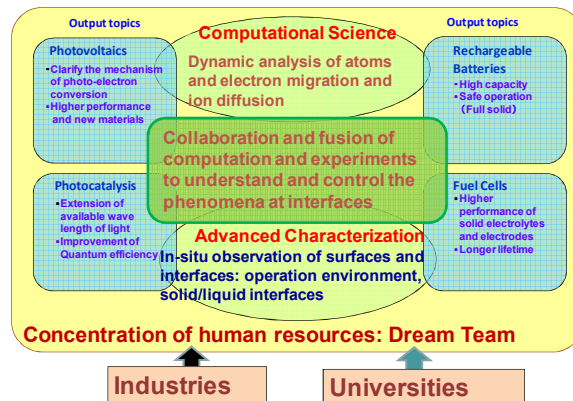 Output topics
Photovoltaics
•Clarify the mechanism
of photo-electron
conversion
•Higher performance
and new materials
Computational Science
Dynamic analysis of atoms
and electron migration and
ion diffusion
Output topics
Rechargeable
Batteries
•High capacity
•Safe operation
(Full solid)
Collaboration and fusion of
computation and experiments
to understand and control the
phenomena at interfaces
Photocatalysis
•Extension of
available wave
length of light
•Improvement of
Quantum efficiency
Fuel Cells
•Higher
performance of
solid electrolytes
and electrodes
•Longer lifetime
Advanced Characterization
In-situ observation of surfaces and
interfaces: operation environment,
solid/liquid interfaces
Concentration of human resources: Dream Team
Industries
Universities